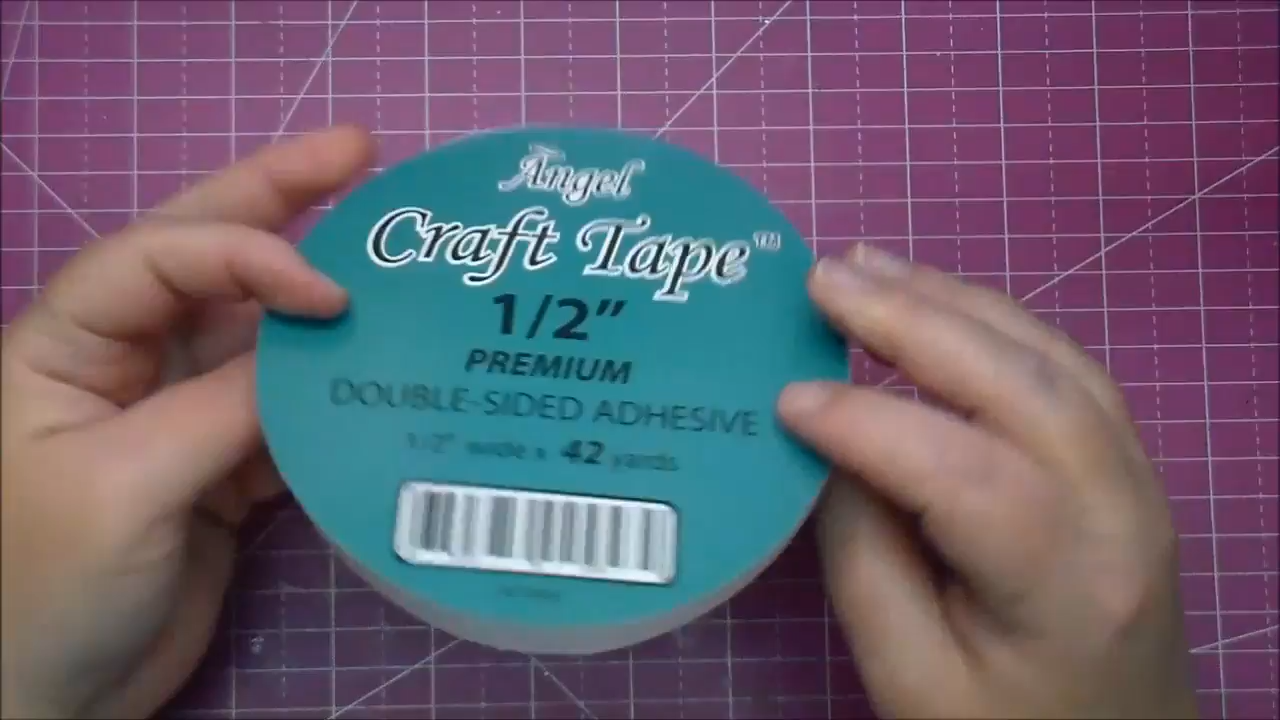 Angel
Craft Tape™
1/2"
PREMIUM
DOUBLE-SIDED ADHESIVE
1/2" wide x 42 yards